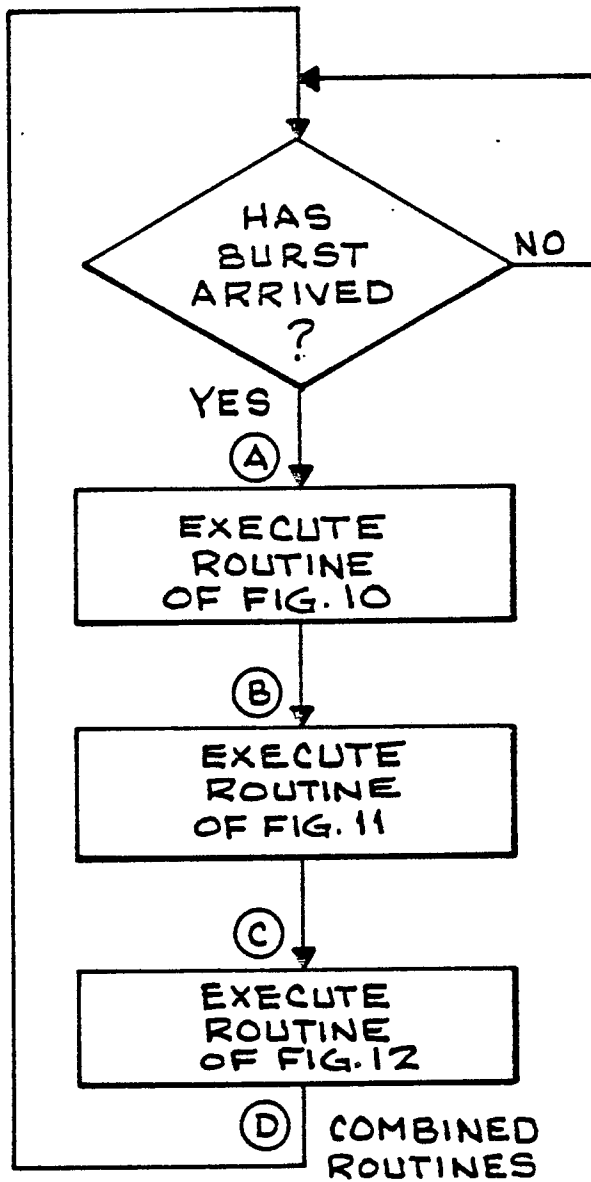 HAS
BURST
ARRIVED
?
NO
YES
A
EXECUTE
ROUTINE
OF FIG. 10
B
EXECUTE
ROUTINE
OF FIG. 11
C
EXECUTE
ROUTINE
OF FIG. 12
D
COMBINED
ROUTINES